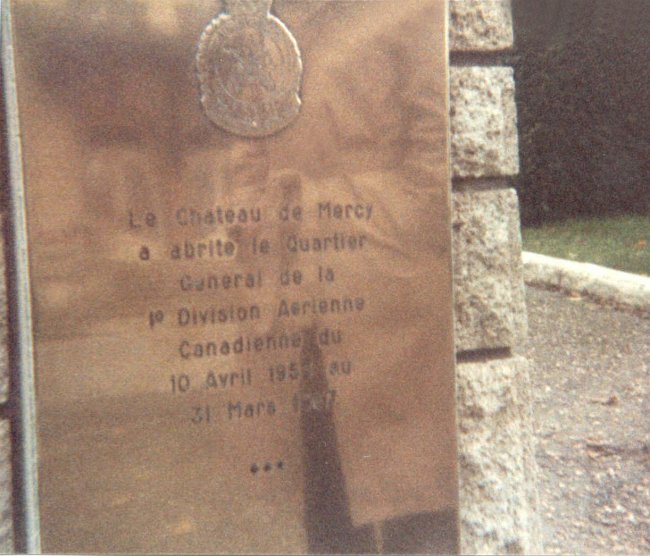 Le Chateau de Mercy
a abrite le Quartier
General de la
1e Division Aerienne
Canadienne du
10 Avril au
31 Mars
***